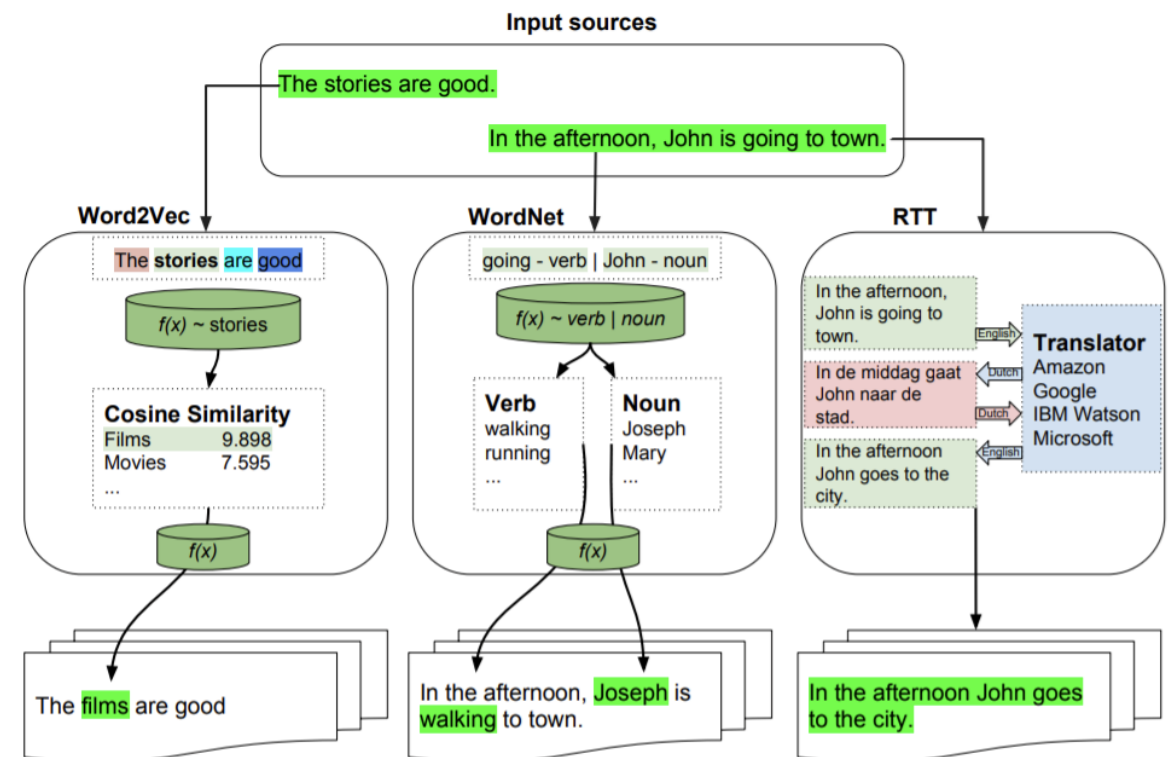 Input sources
The stories are good.
In the afternoon, John is going to town.
Word2Vec
The stories are good
f(x) ~ stories
Cosine Similarity
Films 9.898
Movies 7.595
...
f(x)
The films are good
WordNet
going - verb | John - noun
f(x) ~ verb | noun
Verb
walking
running
...
Noun
Joseph
Mary
...
f(x)
In the afternoon, Joseph is
walking to town.
RTT
In the afternoon,
John is going to
town.
English
In de middag gaat
John naar de
stad.
Dutch
Dutch
In the afternoon
John goes to the
city.
English
Translator
Amazon
Google
IBM Watson
Microsoft
In the afternoon John goes
to the city.